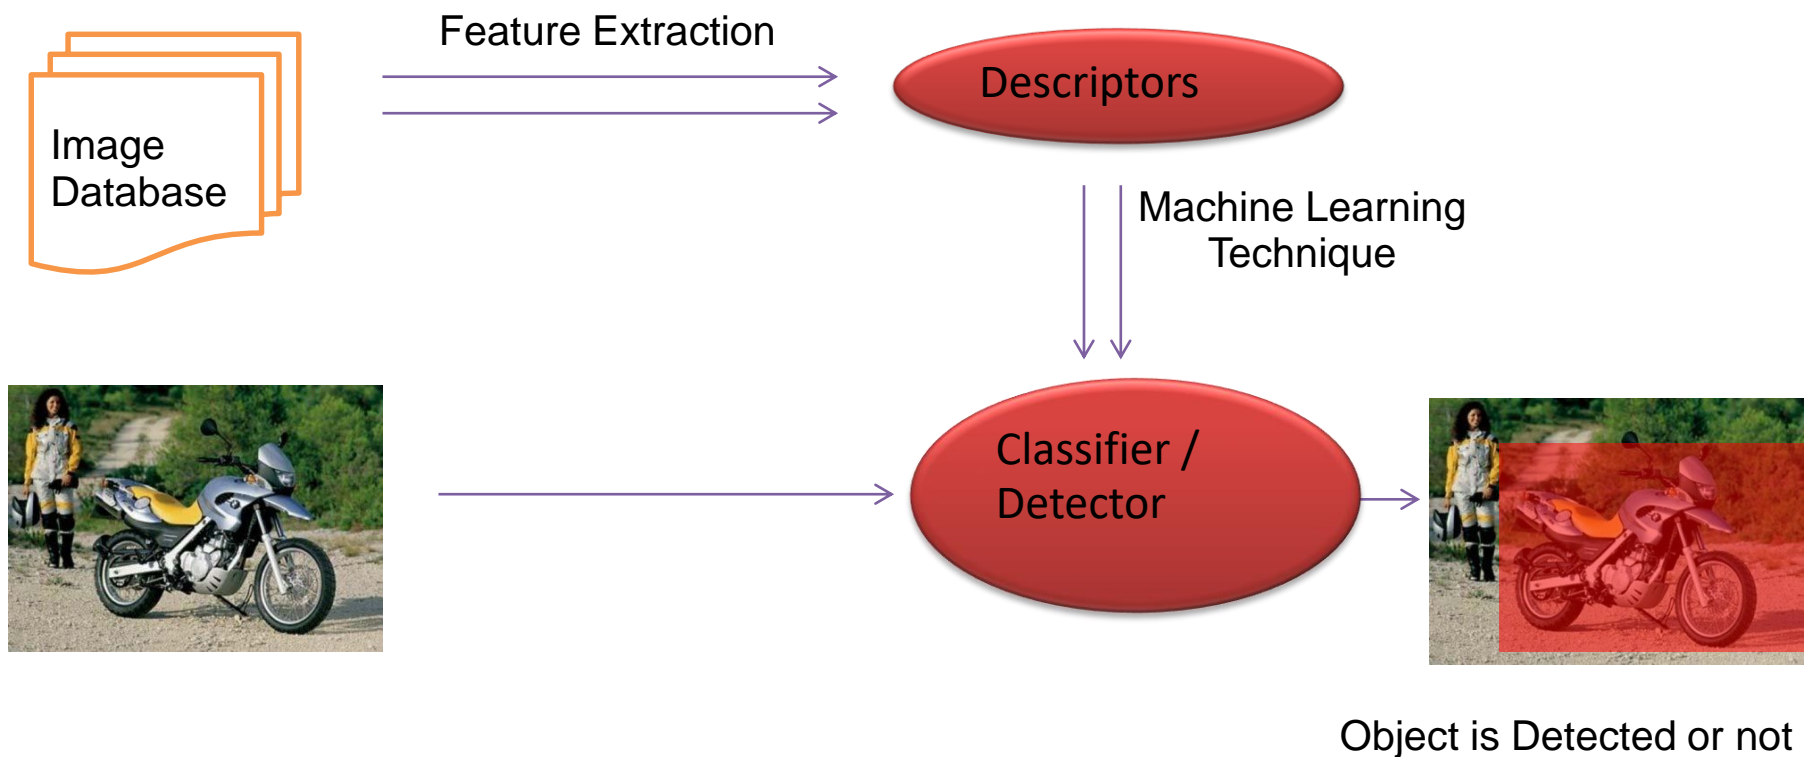 Feature Extraction
Descriptors
Image
Database
Machine Learning
Technique
Classifier /
Detector
Object is Detected or not